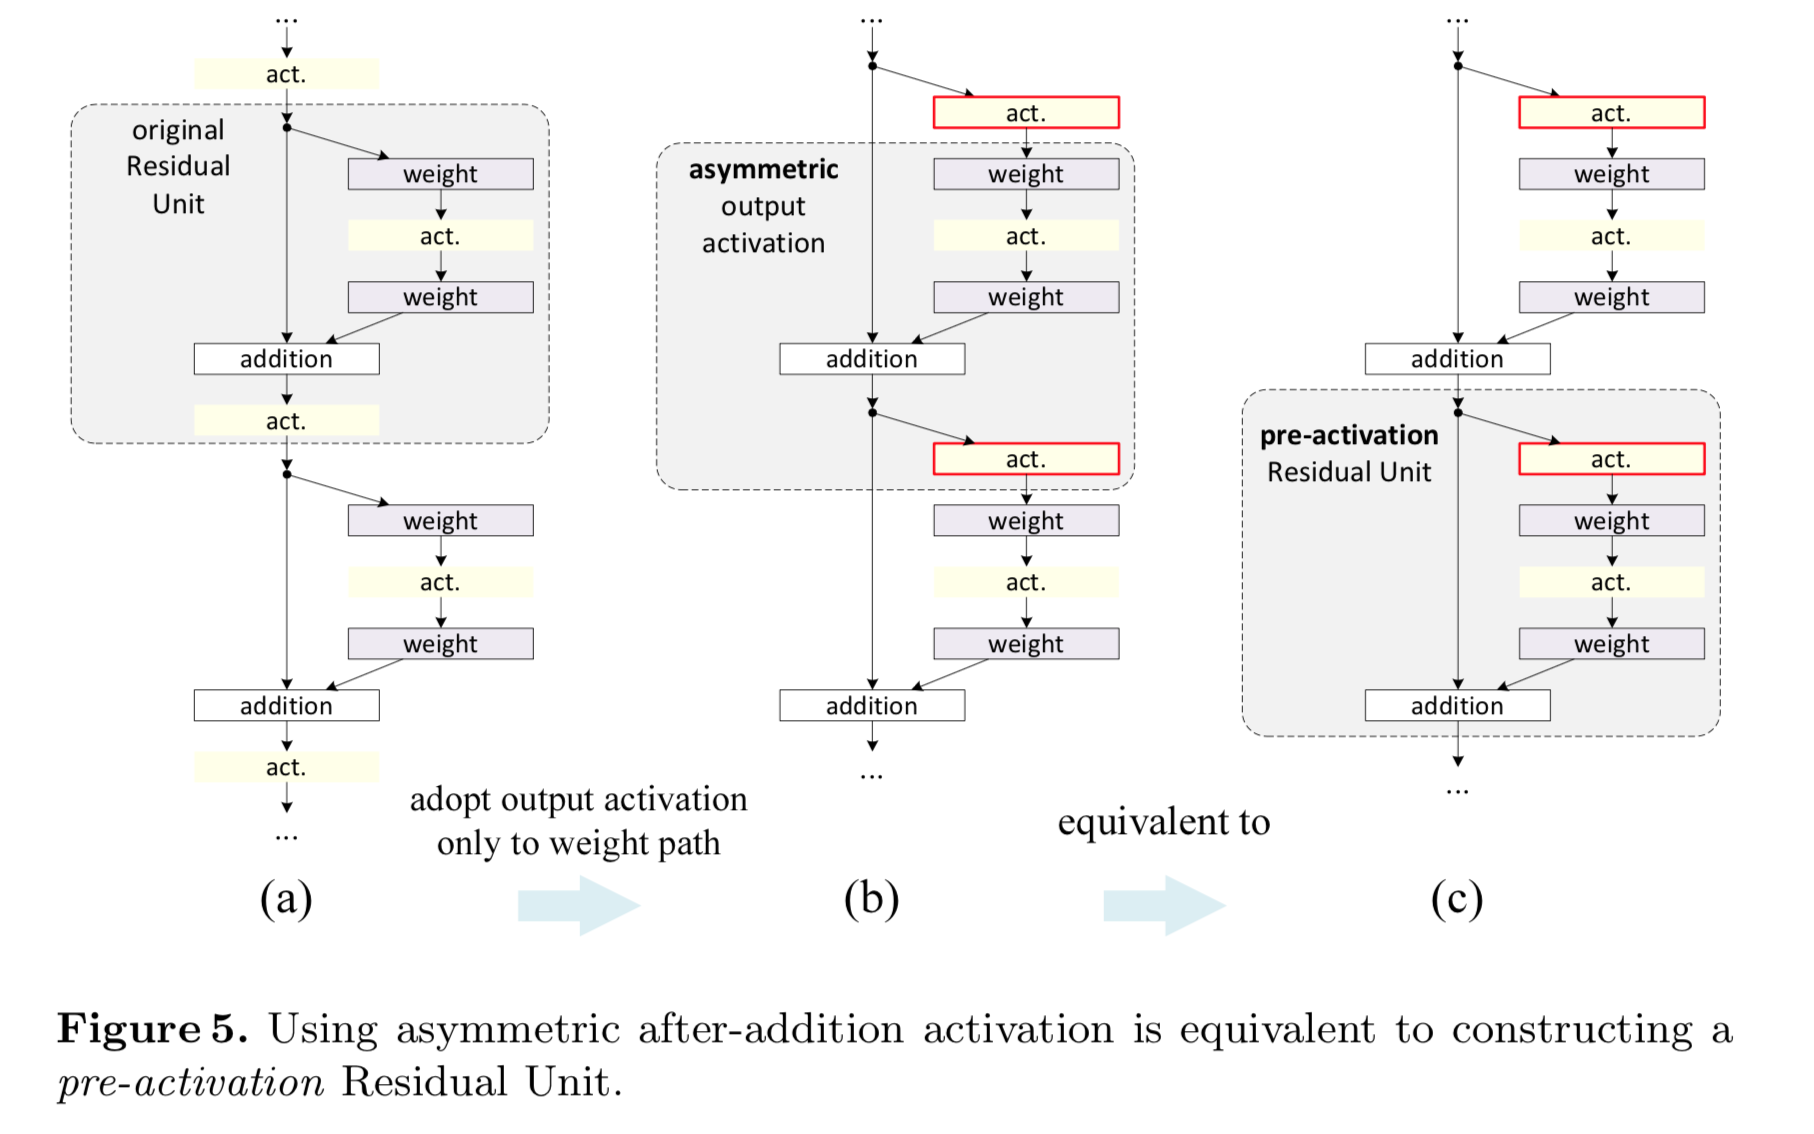 ...
act.
original
Residual
Unit
weight
act.
weight
addition
act.
weight
act.
weight
addition
act.
...
adopt output activation
only to weight path
(a)
...
act.
asymmetric
output
activation
weight
act.
weight
addition
act.
weight
act.
weight
addition
...
equivalent to
(b)
...
act.
weight
act.
weight
addition
pre-activation
Residual Unit
act.
weight
act.
weight
addition
...
(c)
Figure 5. Using asymmetric after-addition activation is equivalent to constructing a
pre-activation Residual Unit.